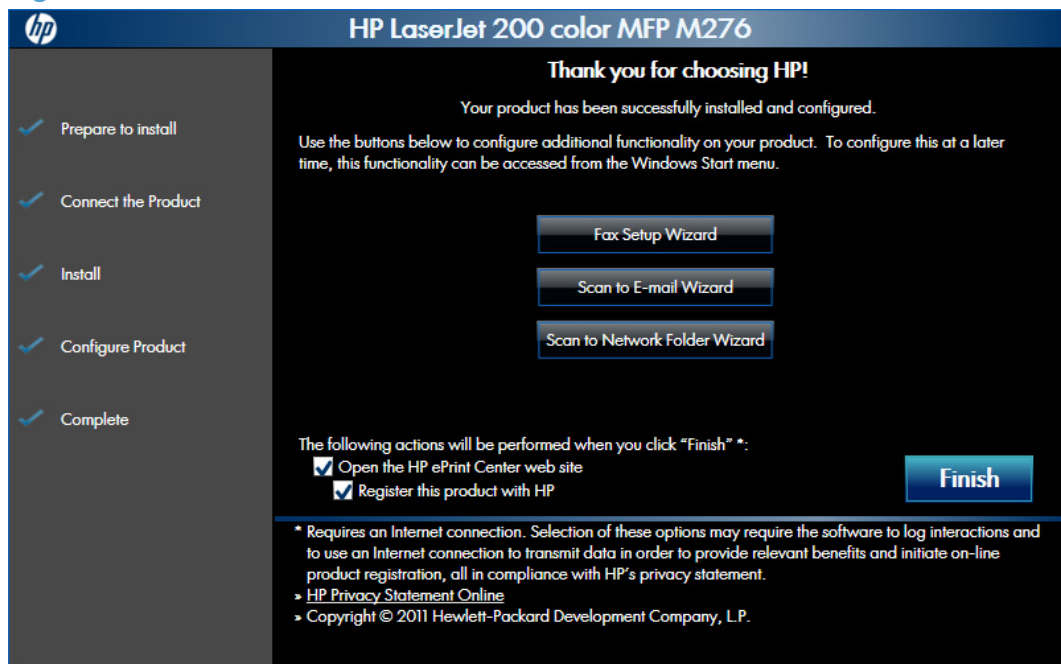 hp
HP LaserJet 200 color MFP M276
Prepare to install
Connect the Product
Install
Configure Product
Complete
Thank you for choosing HP!
Your product has been successfully installed and configured.
Use the buttons below to configure additional functionality on your product. To configure this at a later
time, this functionality can be accessed from the Windows Start menu.
Fax Setup Wizard
Scan to E-mail Wizard
Scan to Network Folder Wizard
The following actions will be performed when you click “Finish” *:
Open the HP ePrint Center web site
Register this product with HP
Finish
* Requires an Internet connection. Selection of these options may require the software to log interactions and
to use an Internet connection to transmit data in order to provide relevant benefits and initiate on-line
product registration, all in compliance with HP’s privacy statement.
» HP Privacy Statement Online
» Copyright © 2011 Hewlett-Packard Development Company, L.P.